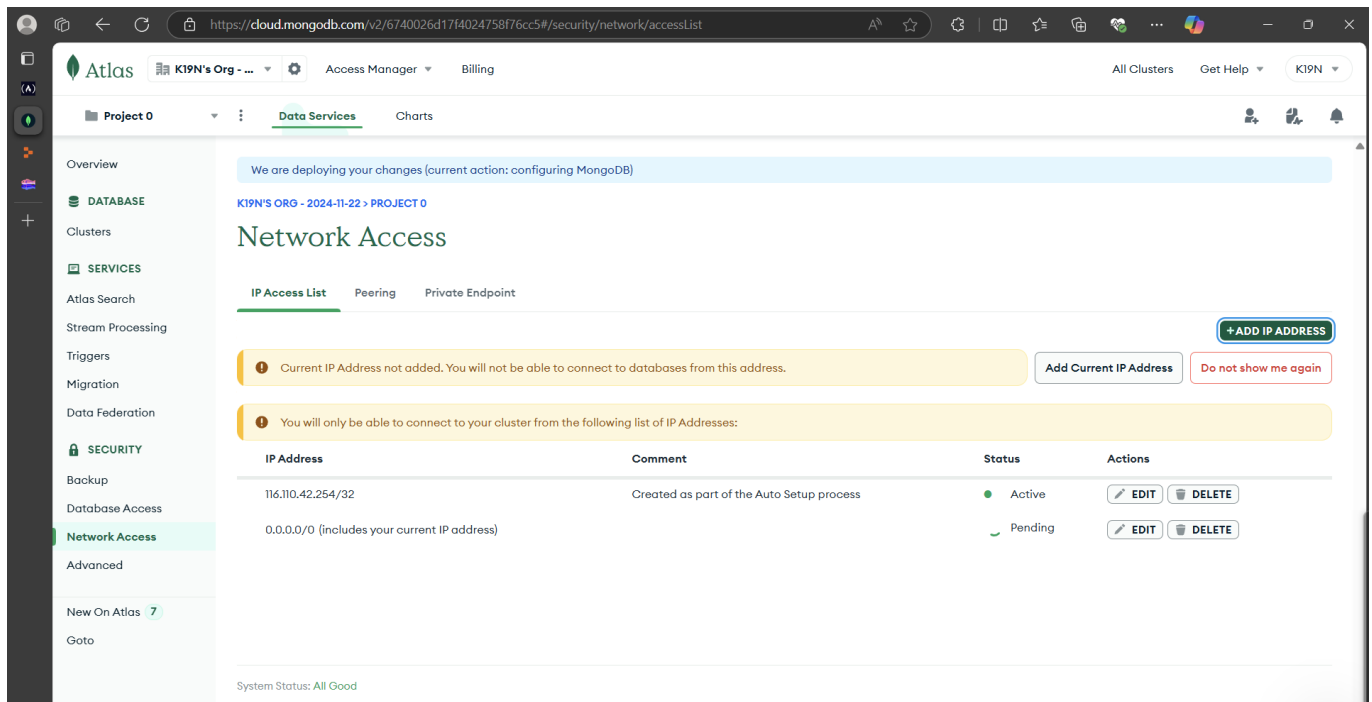 https://cloud.mongodb.com/v2/6740026d17f4024758f76cc5#/security/network/accessList
Atlas K19N's Org - ... Access Manager Billing All Clusters Get Help K19N
Project 0 Data Services Charts
Overview
DATABASE
Clusters
SERVICES
Atlas Search
Stream Processing
Triggers
Migration
Data Federation
SECURITY
Backup
Database Access
Network Access
Advanced
New On Atlas 7
Goto
We are deploying your changes (current action: configuring MongoDB)
K19N'S ORG - 2024-11-22 > PROJECT 0
Network Access
IP Access List Peering Private Endpoint
+ADD IP ADDRESS
Current IP Address not added. You will not be able to connect to databases from this address. Add Current IP Address Do not show me again
You will only be able to connect to your cluster from the following list of IP Addresses:
IP Address Comment Status Actions
116.110.42.254/32 Created as part of the Auto Setup process Active EDIT DELETE
0.0.0.0/0 (includes your current IP address) Pending EDIT DELETE
System Status: All Good